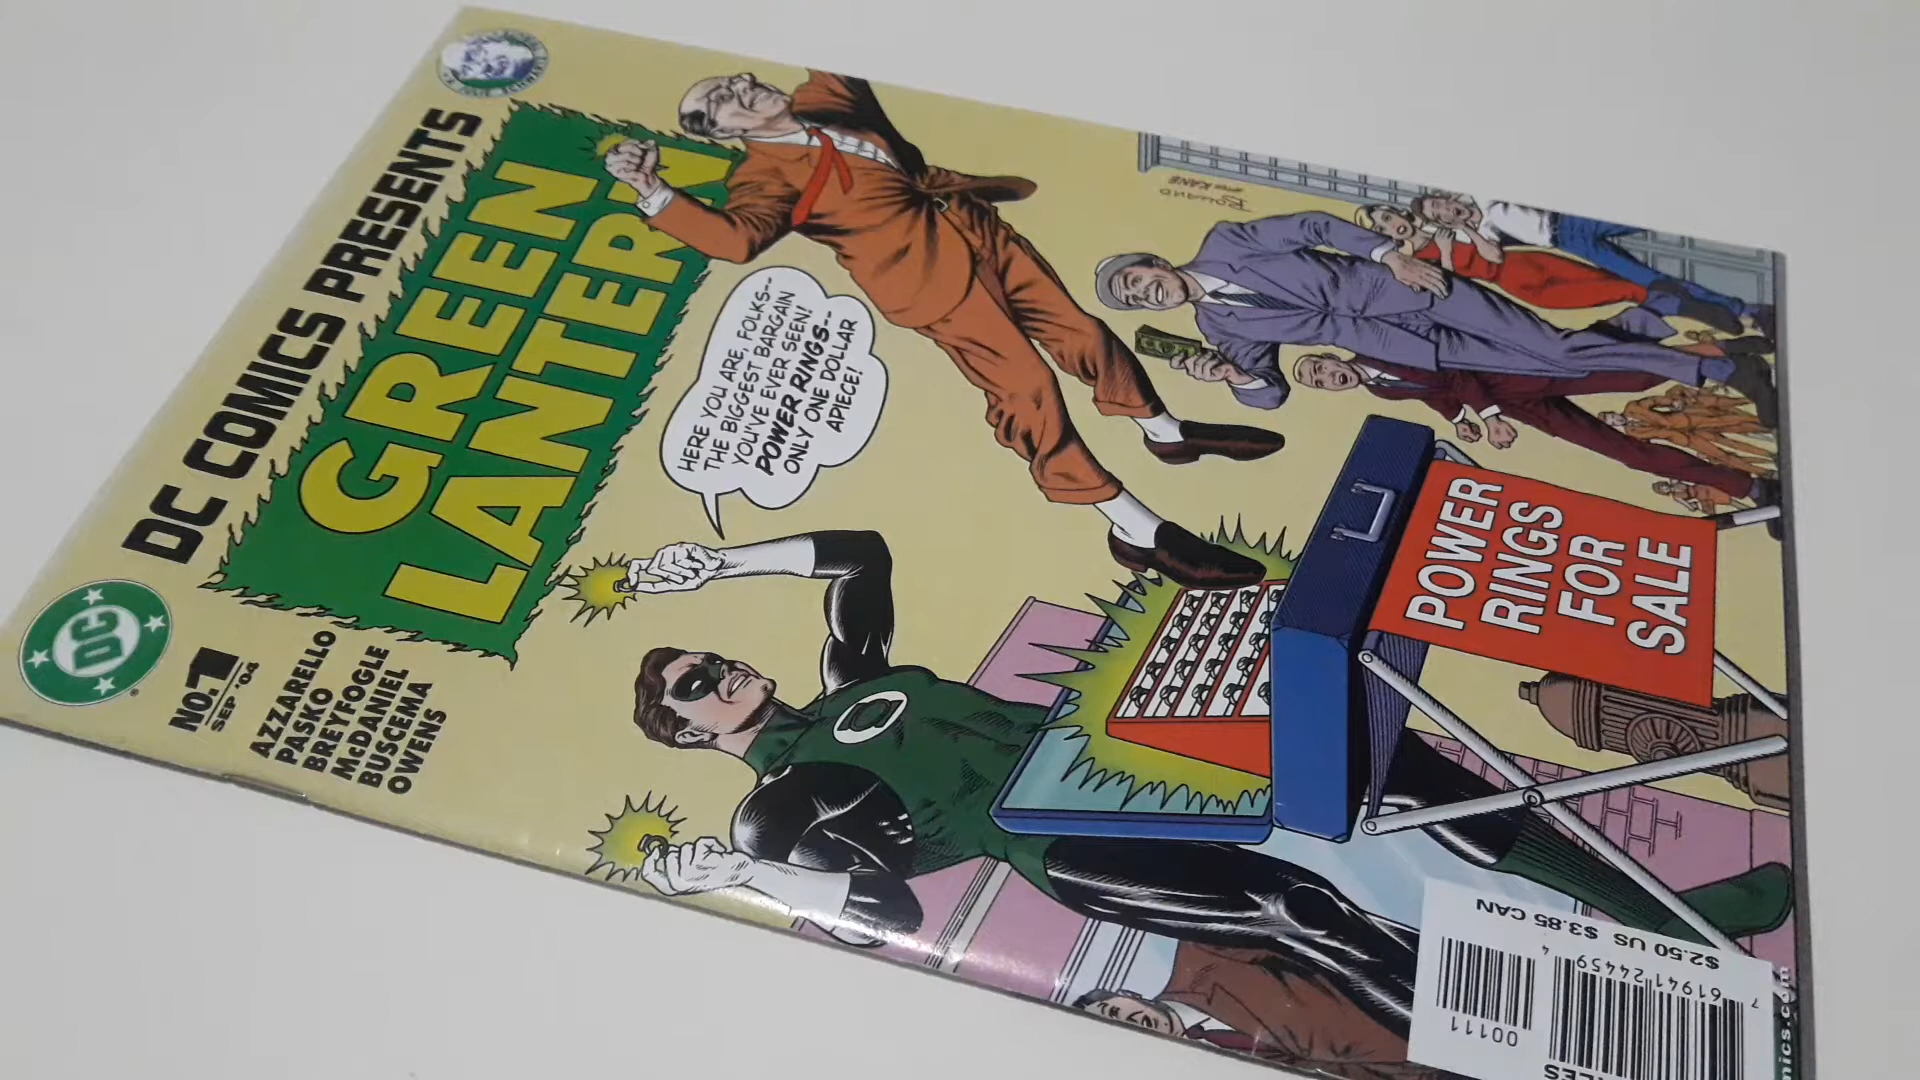 DC COMICS PRESENTS
GREEN
LANTERN
DC
NO.1
SEP '04
AZZARELLO
PASKO
BREYFOGLE
McDANIEL
BUSCEMA
OWENS
HERE YOU ARE, FOLKS--
THE BIGGEST BARGAIN
YOU'VE EVER SEEN!
POWER RINGS--
ONLY ONE DOLLAR
APIECE!
POWER
RINGS
FOR
SALE
$2.50 US $3.85 CAN
7 61941 24459 4
00111